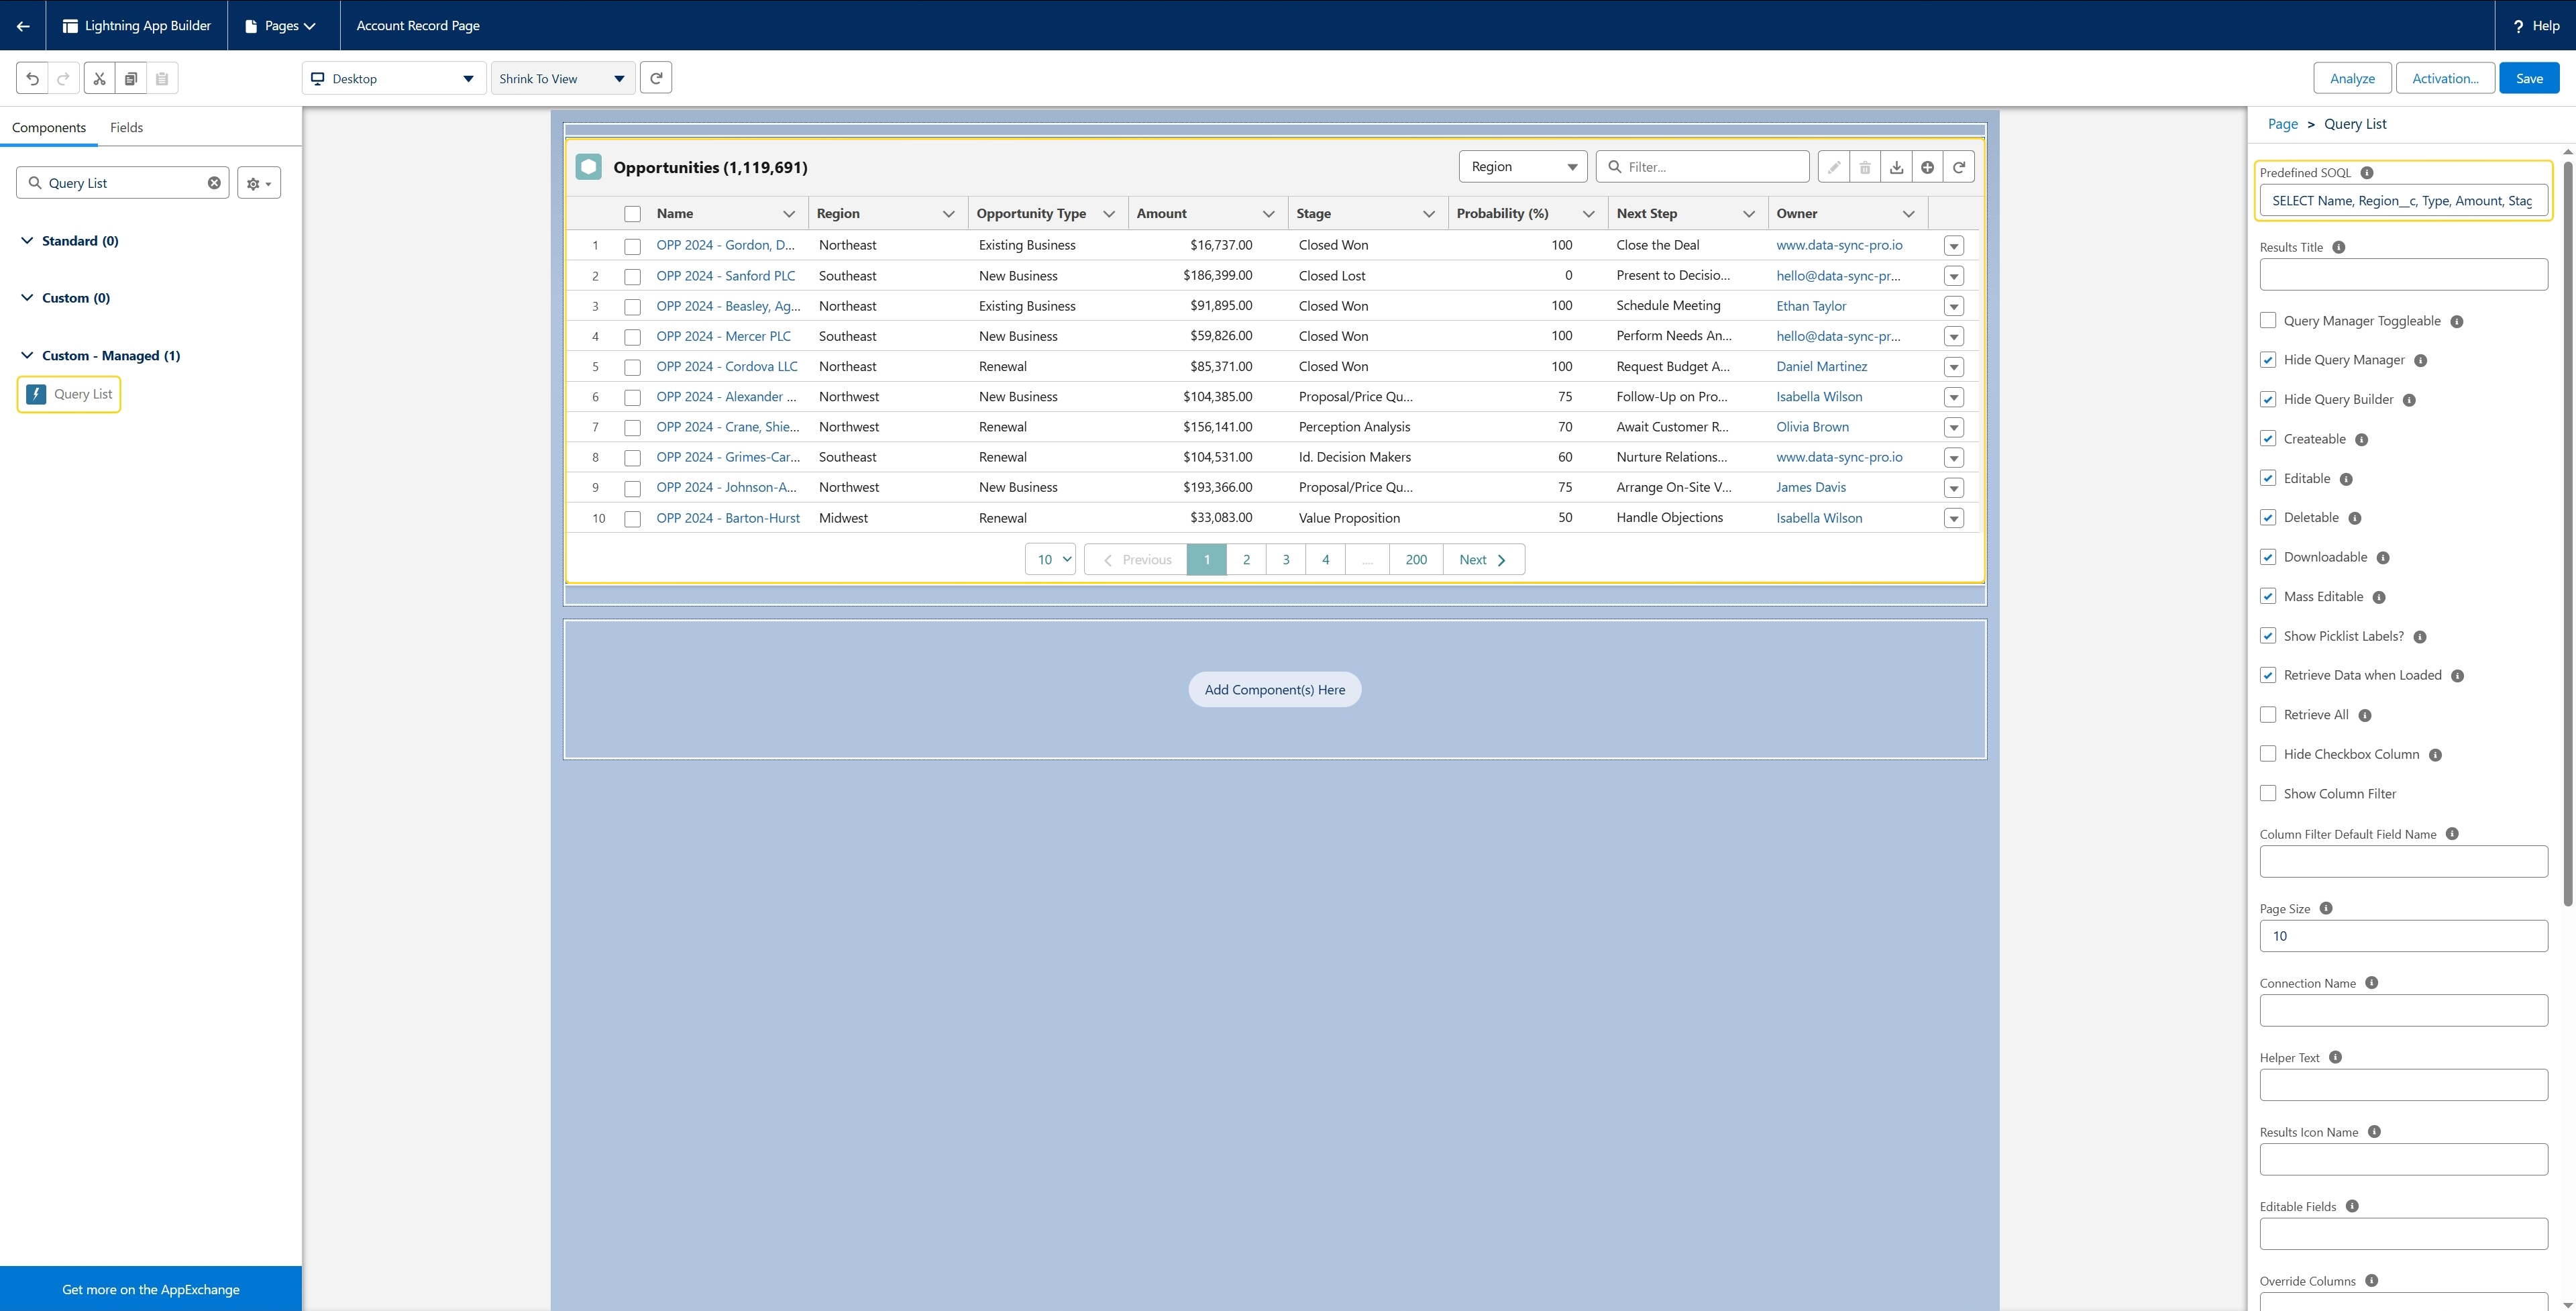 Lightning App Builder Pages Account Record Page ? Help
Desktop Shrink To View Analyze Activation... Save
Components Fields
Query List
Standard (0)
Custom (0)
Custom - Managed (1)
Query List
Get more on the AppExchange
Opportunities (1,119,691) Region Filter...
Name Region Opportunity Type Amount Stage Probability (%) Next Step Owner
1 OPP 2024 - Gordon, D... Northeast Existing Business $16,737.00 Closed Won 100 Close the Deal www.data-sync-pro.io
2 OPP 2024 - Sanford PLC Southeast New Business $186,399.00 Closed Lost 0 Present to Decisio... hello@data-sync-pr...
3 OPP 2024 - Beasley, Ag... Northeast Existing Business $91,895.00 Closed Won 100 Schedule Meeting Ethan Taylor
4 OPP 2024 - Mercer PLC Southeast New Business $59,826.00 Closed Won 100 Perform Needs An... hello@data-sync-pr...
5 OPP 2024 - Cordova LLC Northeast Renewal $85,371.00 Closed Won 100 Request Budget A... Daniel Martinez
6 OPP 2024 - Alexander ... Northwest New Business $104,385.00 Proposal/Price Qu... 75 Follow-Up on Pro... Isabella Wilson
7 OPP 2024 - Crane, Shie... Northwest Renewal $156,141.00 Perception Analysis 70 Await Customer R... Olivia Brown
8 OPP 2024 - Grimes-Car... Southeast Renewal $104,531.00 Id. Decision Makers 60 Nurture Relations... www.data-sync-pro.io
9 OPP 2024 - Johnson-A... Northwest New Business $193,366.00 Proposal/Price Qu... 75 Arrange On-Site V... James Davis
10 OPP 2024 - Barton-Hurst Midwest Renewal $33,083.00 Value Proposition 50 Handle Objections Isabella Wilson
10 Previous 1 2 3 4 .... 200 Next
Add Component(s) Here
Page > Query List
Predefined SOQL
SELECT Name, Region__c, Type, Amount, Stag
Results Title
Query Manager Toggleable
Hide Query Manager
Hide Query Builder
Createable
Editable
Deletable
Downloadable
Mass Editable
Show Picklist Labels?
Retrieve Data when Loaded
Retrieve All
Hide Checkbox Column
Show Column Filter
Column Filter Default Field Name
Page Size
10
Connection Name
Helper Text
Results Icon Name
Editable Fields
Override Columns